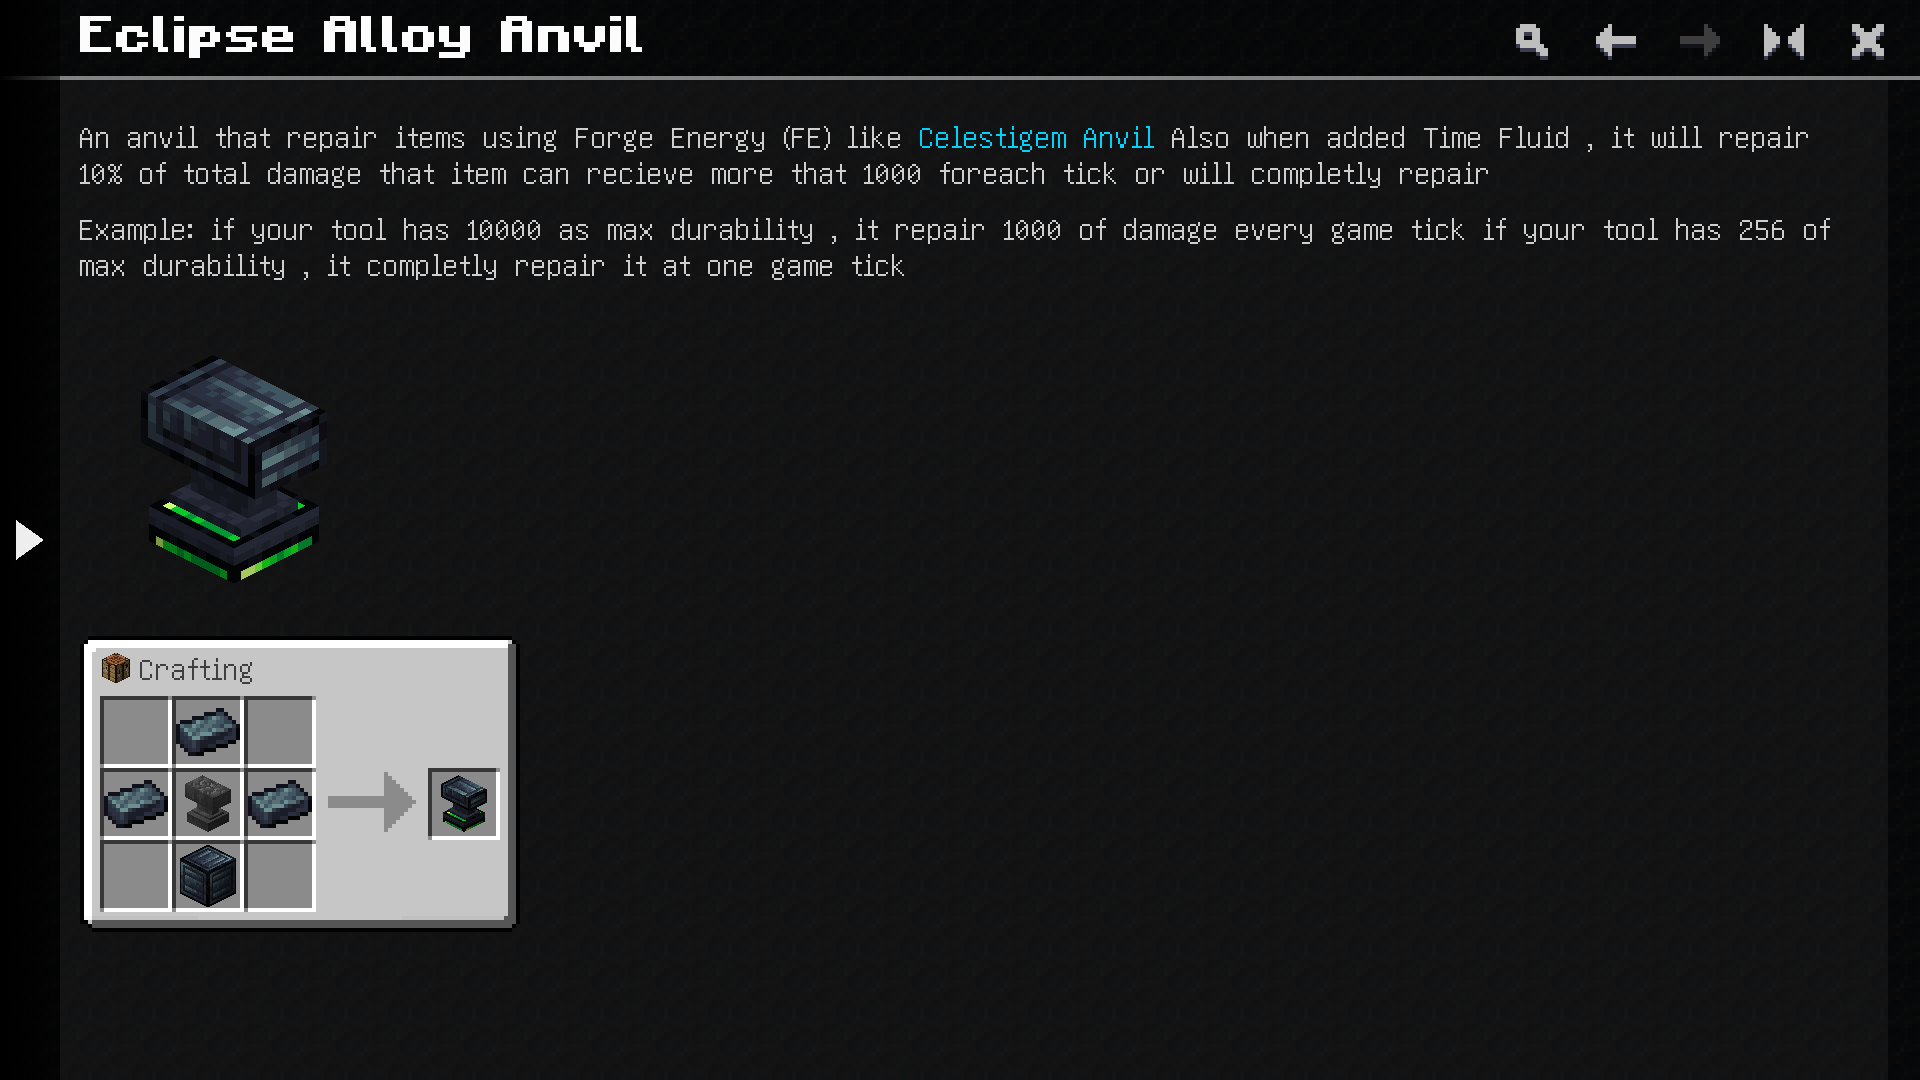 Eclipse Alloy Anvil
An anvil that repair items using Forge Energy (FE) like Celestigem Anvil Also when added Time Fluid , it will repair
10% of total damage that item can recieve more that 1000 foreach tick or will completly repair
Example: if your tool has 10000 as max durability , it repair 1000 of damage every game tick if your tool has 256 of
max durability , it completly repair it at one game tick
Crafting